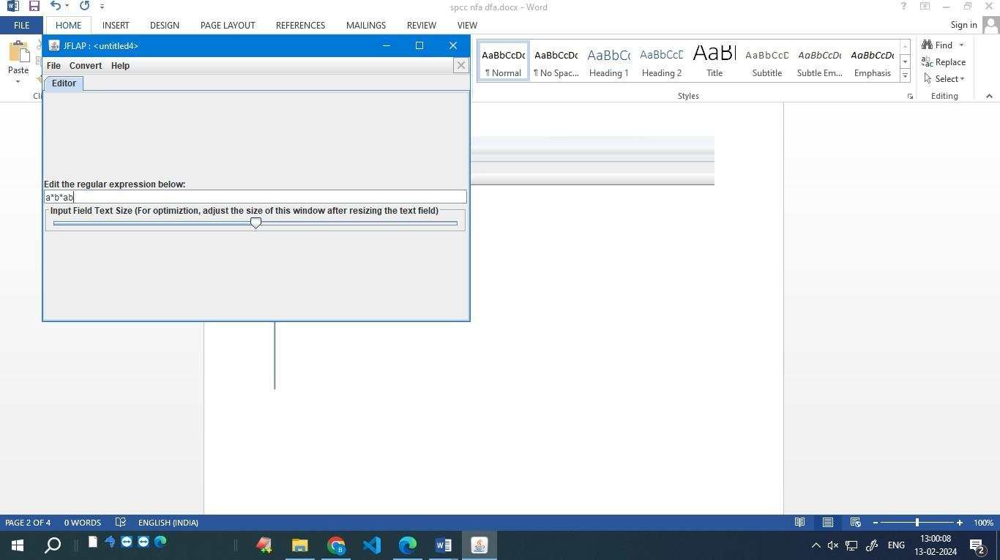 spcc nfa dfa.docx - Word
FILE HOME INSERT DESIGN PAGE LAYOUT REFERENCES MAILINGS REVIEW VIEW Sign in
Paste
JFLAP : <untitled4>
File Convert Help
Editor
Edit the regular expression below:
a*b*ab
Input Field Text Size (For optimiztion, adjust the size of this window after resizing the text field)
AaBbCcDc AaBbCcDc AaBbCc AaBbCcD AaB AaBbCcD AaBbCcDc AaBbCcDc
¶ Normal ¶ No Spac... Heading 1 Heading 2 Title Subtitle Subtle Em... Emphasis
Styles
Find
Replace
Select
Editing
PAGE 2 OF 4 0 WORDS ENGLISH (INDIA) 100%
ENG
13:00:08
13-02-2024
2